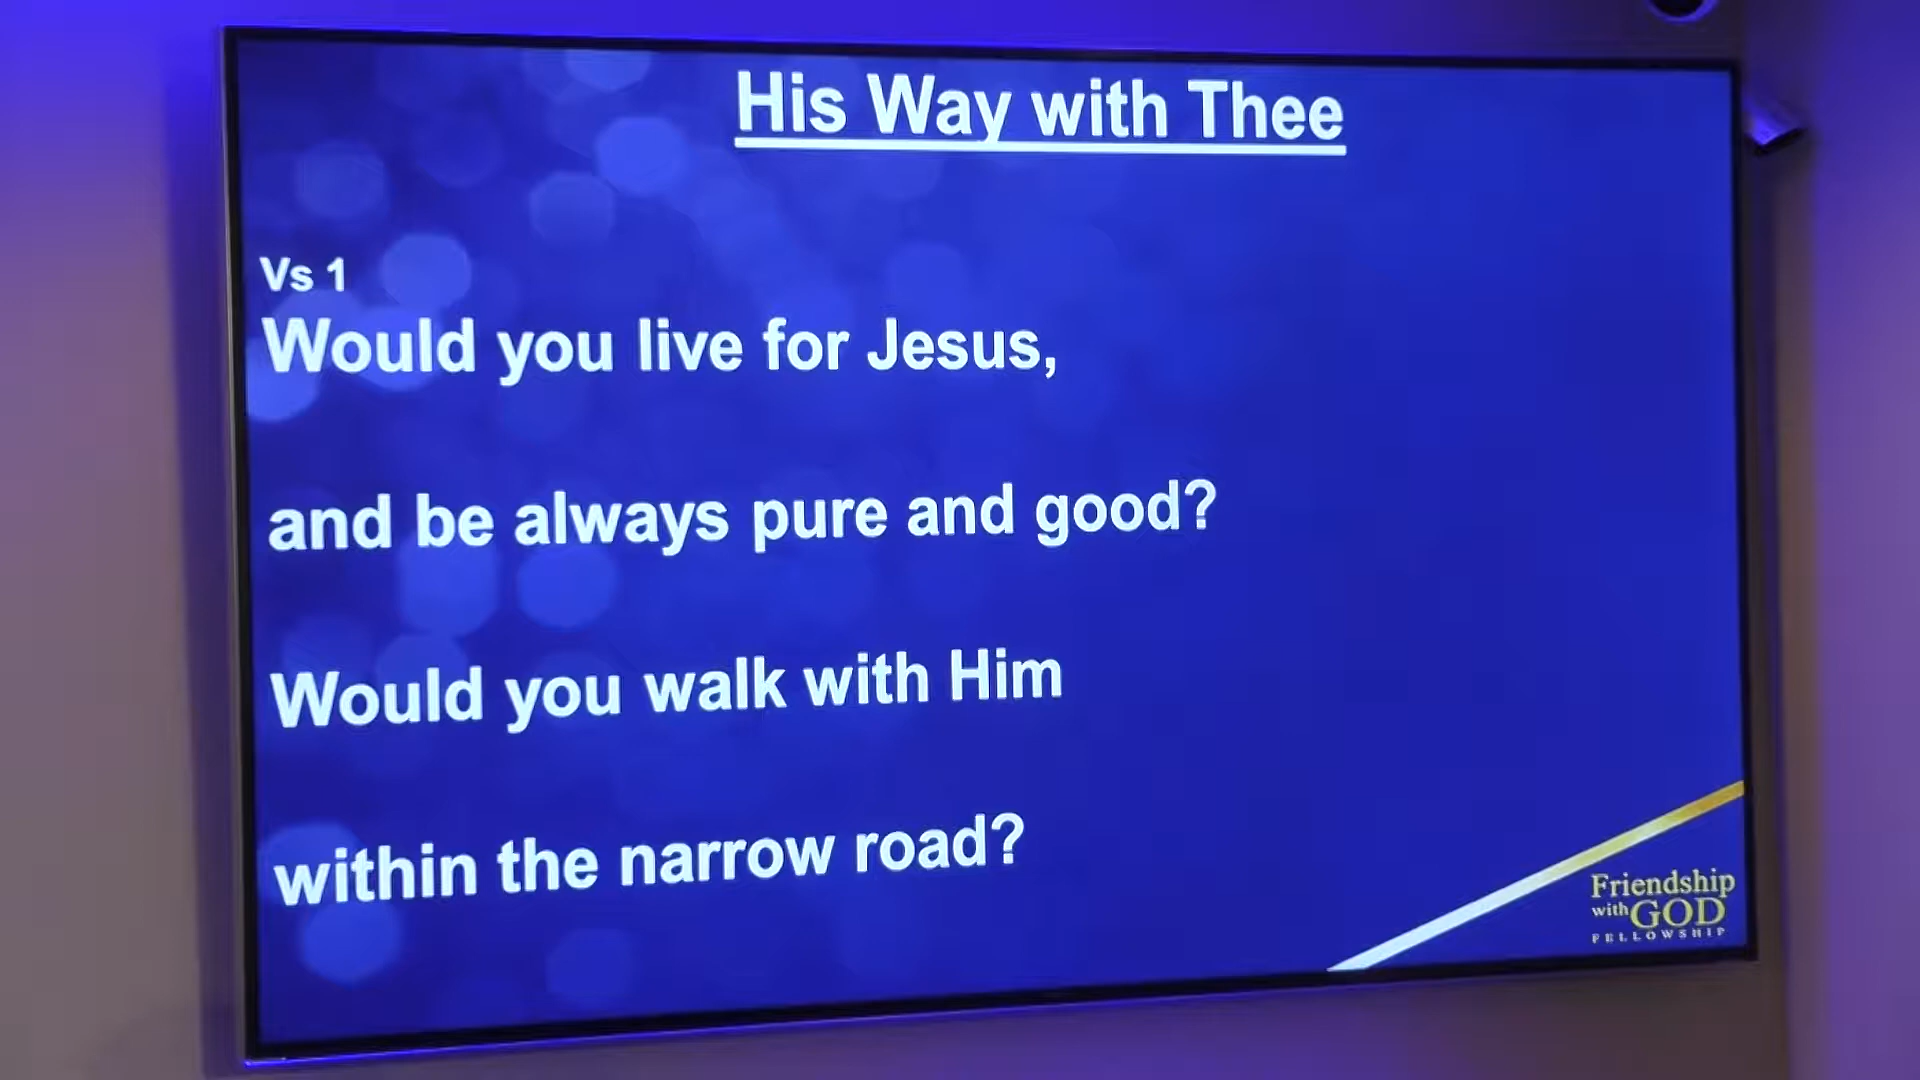 His Way with Thee
Vs 1
Would you live for Jesus,
and be always pure and good?
Would you walk with Him
within the narrow road?
Friendship
with GOD
FELLOWSHIP